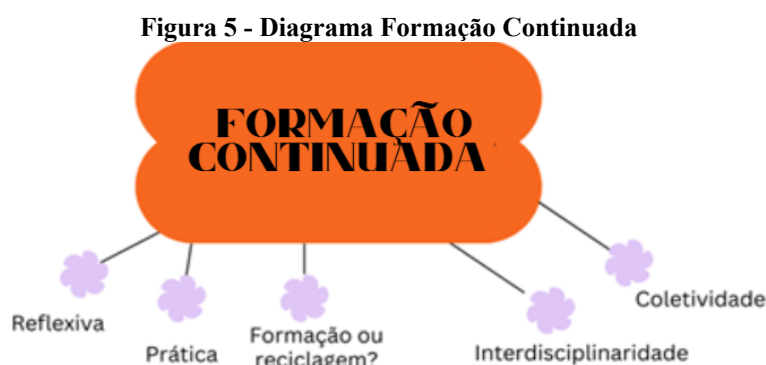 Figura 5 - Diagrama Formação Continuada
FORMAÇÃO
CONTINUADA
Reflexiva
Prática
Formação ou
reciclagem?
Interdisciplinaridade
Coletividade